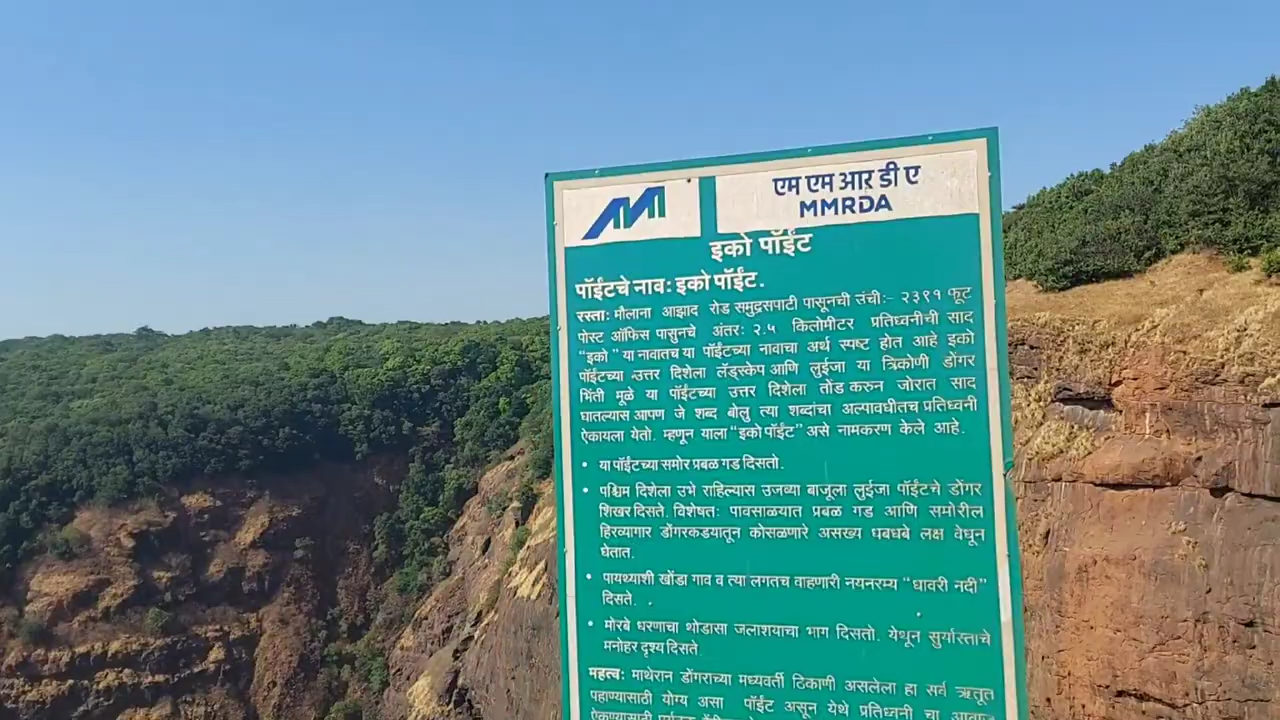 एम एम आर डी ए
MMRDA
इको पॉईंट
पॉईंटचे नाव: इको पॉईंट.
रस्ता: मौलाना आझाद रोड समुद्रसपाटी पासूनची उंची:- २३९१ फूट
पोस्ट ऑफिस पासुनचे अंतर: २.५ किलोमीटर प्रतिध्वनीची साद
"इको" या नावातच या पॉईंटच्या नावाचा अर्थ स्पष्ट होत आहे इको
पॉईंटच्या उत्तर दिशेला लॅंड्स्केप आणि लुईजा या त्रिकोणी डोंगर
भिंती मूळे या पॉईंटच्या उत्तर दिशेला तोंड करुन जोरात साद
घातल्यास आपण जे शब्द बोलु त्या शब्दांचा अल्पावधीतच प्रतिध्वनी
ऐकायला येतो. म्हणून याला "इको पॉईंट" असे नामकरण केले आहे.
• या पॉईंटच्या समोर प्रबळ गड दिसतो.
• पश्चिम दिशेला उभे राहिल्यास उजव्या बाजूला लुईजा पॉईंटचे डोंगर
शिखर दिसते. विशेषत: पावसाळ्यात प्रबळ गड आणि समोरील
हिरव्यागार डोंगरकडयातून कोसळणारे असख्य धबधबे लक्ष वेधून
घेतात.
• पायथ्याशी खोंडा गाव व त्या लगतच वाहणारी नयनरम्य "धावरी नदी"
दिसते.
• मोरबे धरणाचा थोडासा जलाशयाचा भाग दिसतो. येथून सुर्यास्ताचे
मनोहर दृश्य दिसते.
महत्व: माथेरान डोंगराच्या मध्यवर्ती ठिकाणी असलेला हा सर्व ऋतूत
पहाण्यासाठी योग्य असा पॉईंट असून येथे प्रतिध्वनी चा आवाज
ऐकण्यासाठी